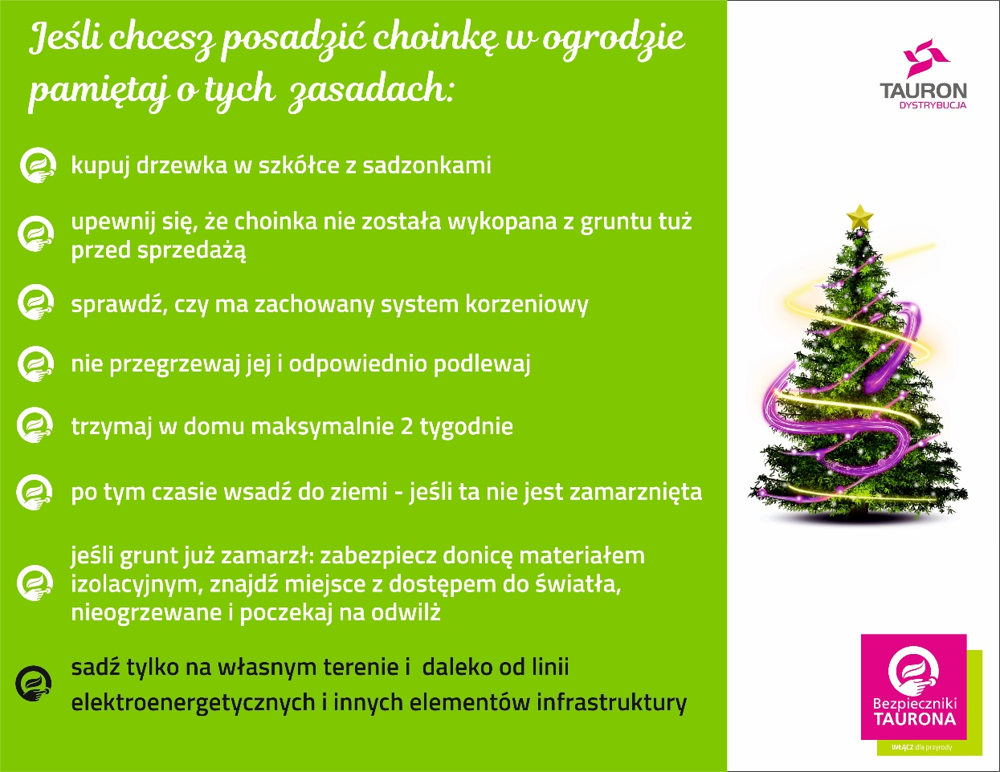 Jeśli chcesz posadzić choinkę w ogrodzie
pamiętaj o tych zasadach:
kupuj drzewka w szkółce z sadzonkami
upewnij się, że choinka nie została wykopana z gruntu tuż
przed sprzedażą
sprawdź, czy ma zachowany system korzeniowy
nie przegrzewaj jej i odpowiednio podlewaj
trzymaj w domu maksymalnie 2 tygodnie
po tym czasie wsadź do ziemi - jeśli ta nie jest zamarznięta
jeśli grunt już zamarzł: zabezpiecz donicę materiałem
izolacyjnym, znajdź miejsce z dostępem do światła,
nieogrzewane i poczekaj na odwilż
sadź tylko na własnym terenie i daleko od linii
elektroenergetycznych i innych elementów infrastruktury
TAURON
DYSTRYBUCJA
Bezpieczniki
TAURONA
WŁĄCZ dla przyrody